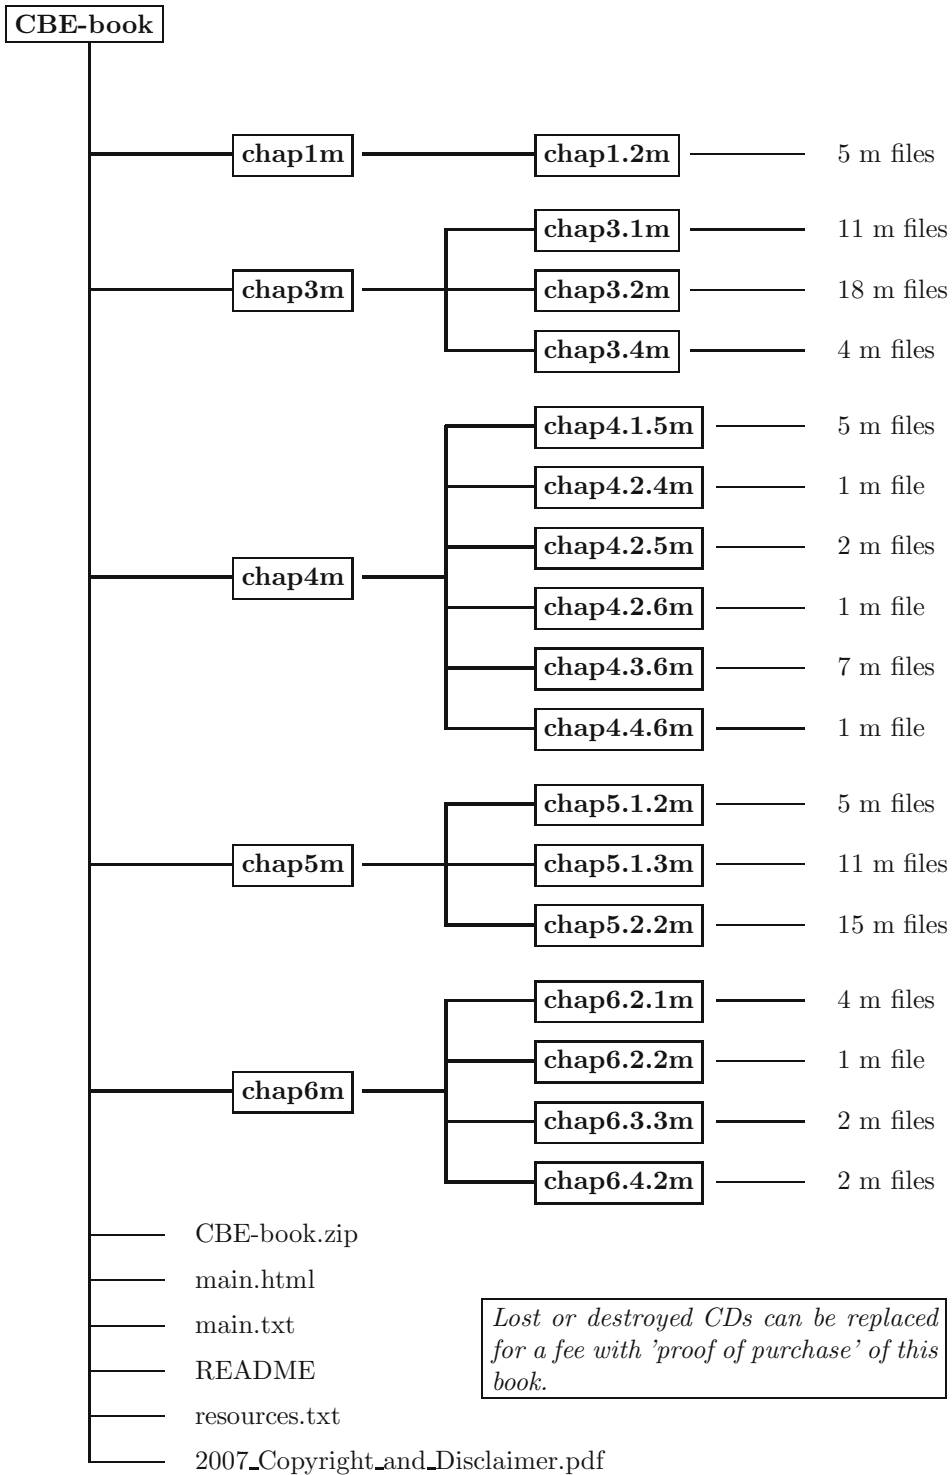 CBE-book
chap1m chap1.2m 5 m files
chap3.1m 11 m files
chap3m chap3.2m 18 m files
chap3.4m 4 m files
chap4.1.5m 5 m files
chap4.2.4m 1 m file
chap4.2.5m 2 m files
chap4m
chap4.2.6m 1 m file
chap4.3.6m 7 m files
chap4.4.6m 1 m file
chap5.1.2m 5 m files
chap5m chap5.1.3m 11 m files
chap5.2.2m 15 m files
chap6.2.1m 4 m files
chap6.2.2m 1 m file
chap6m
chap6.3.3m 2 m files
chap6.4.2m 2 m files
CBE-book.zip
main.html
main.txt
README
resources.txt
2007_Copyright_and_Disclaimer.pdf
Lost or destroyed CDs can be replaced
for a fee with 'proof of purchase' of this
book.